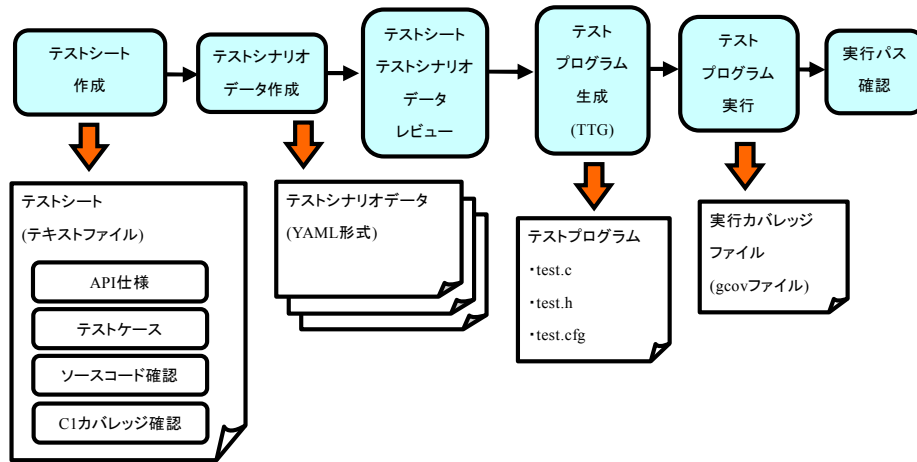 テストシート
作成
テストシナリオ
データ作成
テストシート
テストシナリオ
データ
レビュー
テスト
プログラム
生成
(TTG)
テスト
プログラム
実行
実行パス
確認
テストシート
(テキストファイル)
API仕様
テストケース
ソースコード確認
C1カバレッジ確認
テストシナリオデータ
(YAML形式)
テストプログラム
・test.c
・test.h
・test.cfg
実行カバレッジ
ファイル
(gcovファイル)